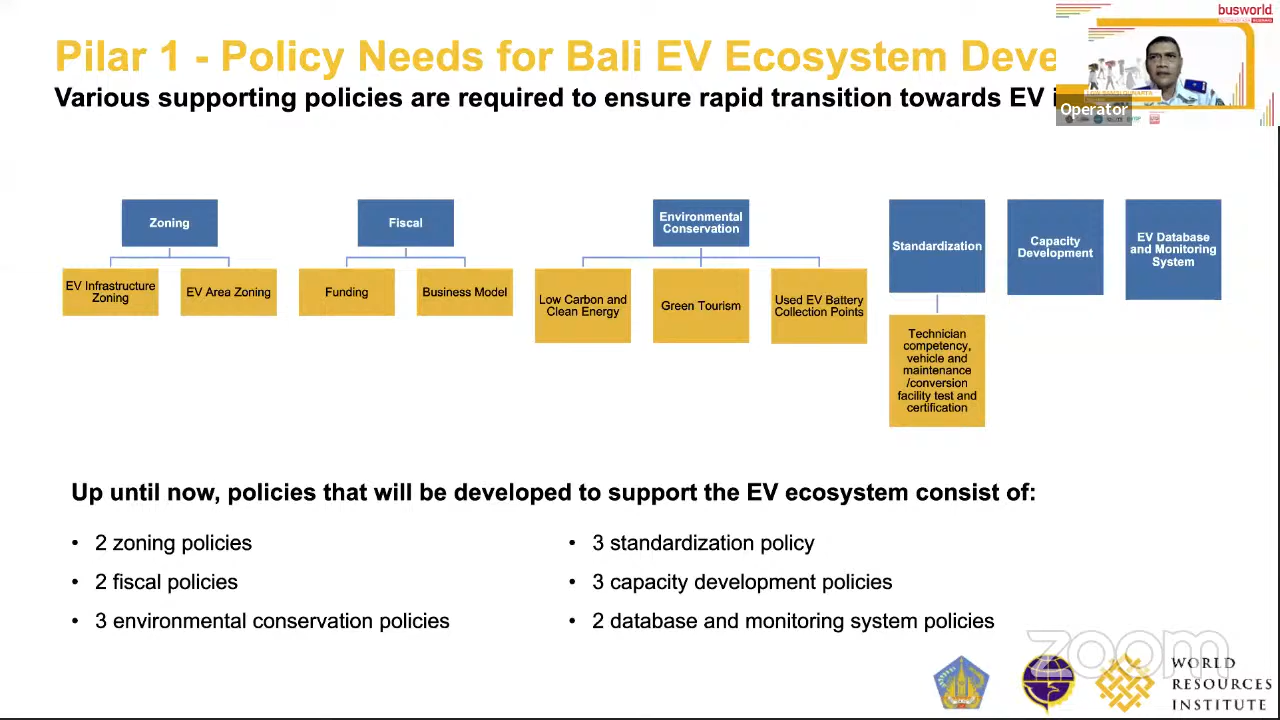 busworld
Pilar 1 - Policy Needs for Bali EV Ecosystem Deve
Various supporting policies are required to ensure rapid transition towards EV i
Operator
Zoning
Fiscal
Environmental
Conservation
Standardization
Capacity
Development
EV Database
and Monitoring
System
EV Infrastructure
Zoning
EV Area Zoning
Funding
Business Model
Low Carbon and
Clean Energy
Green Tourism
Used EV Battery
Collection Points
Technician
competency,
vehicle and
maintenance
/conversion
facility test and
certification
Up until now, policies that will be developed to support the EV ecosystem consist of:
• 2 zoning policies
• 2 fiscal policies
• 3 environmental conservation policies
• 3 standardization policy
• 3 capacity development policies
• 2 database and monitoring system policies
zoom
WORLD
RESOURCES
INSTITUTE